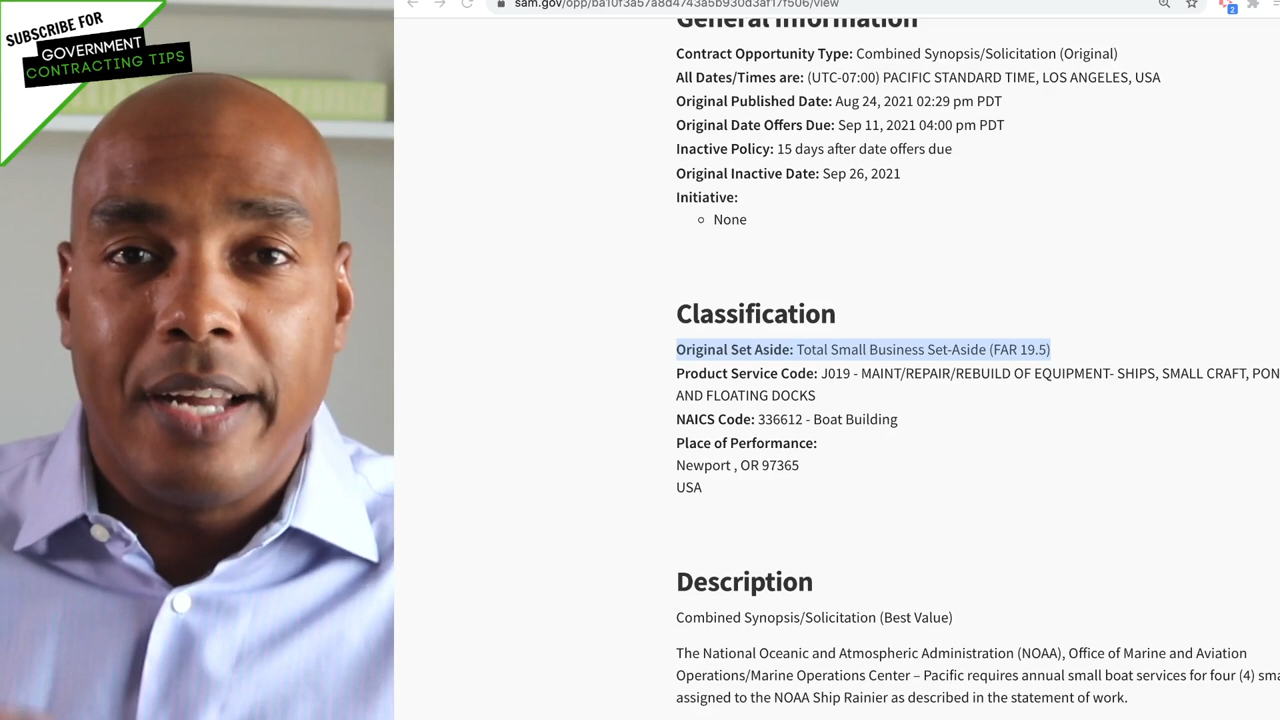 SUBSCRIBE FOR
GOVERNMENT
CONTRACTING TIPS
sam.gov/opp/ba10f3a57a8d4743a5b930d3af17f506/view
2
General Information
Contract Opportunity Type: Combined Synopsis/Solicitation (Original)
All Dates/Times are: (UTC-07:00) PACIFIC STANDARD TIME, LOS ANGELES, USA
Original Published Date: Aug 24, 2021 02:29 pm PDT
Original Date Offers Due: Sep 11, 2021 04:00 pm PDT
Inactive Policy: 15 days after date offers due
Original Inactive Date: Sep 26, 2021
Initiative:
None
Classification
Original Set Aside: Total Small Business Set-Aside (FAR 19.5)
Product Service Code: J019 - MAINT/REPAIR/REBUILD OF EQUIPMENT- SHIPS, SMALL CRAFT, PON
AND FLOATING DOCKS
NAICS Code: 336612 - Boat Building
Place of Performance:
Newport , OR 97365
USA
Description
Combined Synopsis/Solicitation (Best Value)
The National Oceanic and Atmospheric Administration (NOAA), Office of Marine and Aviation
Operations/Marine Operations Center – Pacific requires annual small boat services for four (4) sma
assigned to the NOAA Ship Rainier as described in the statement of work.